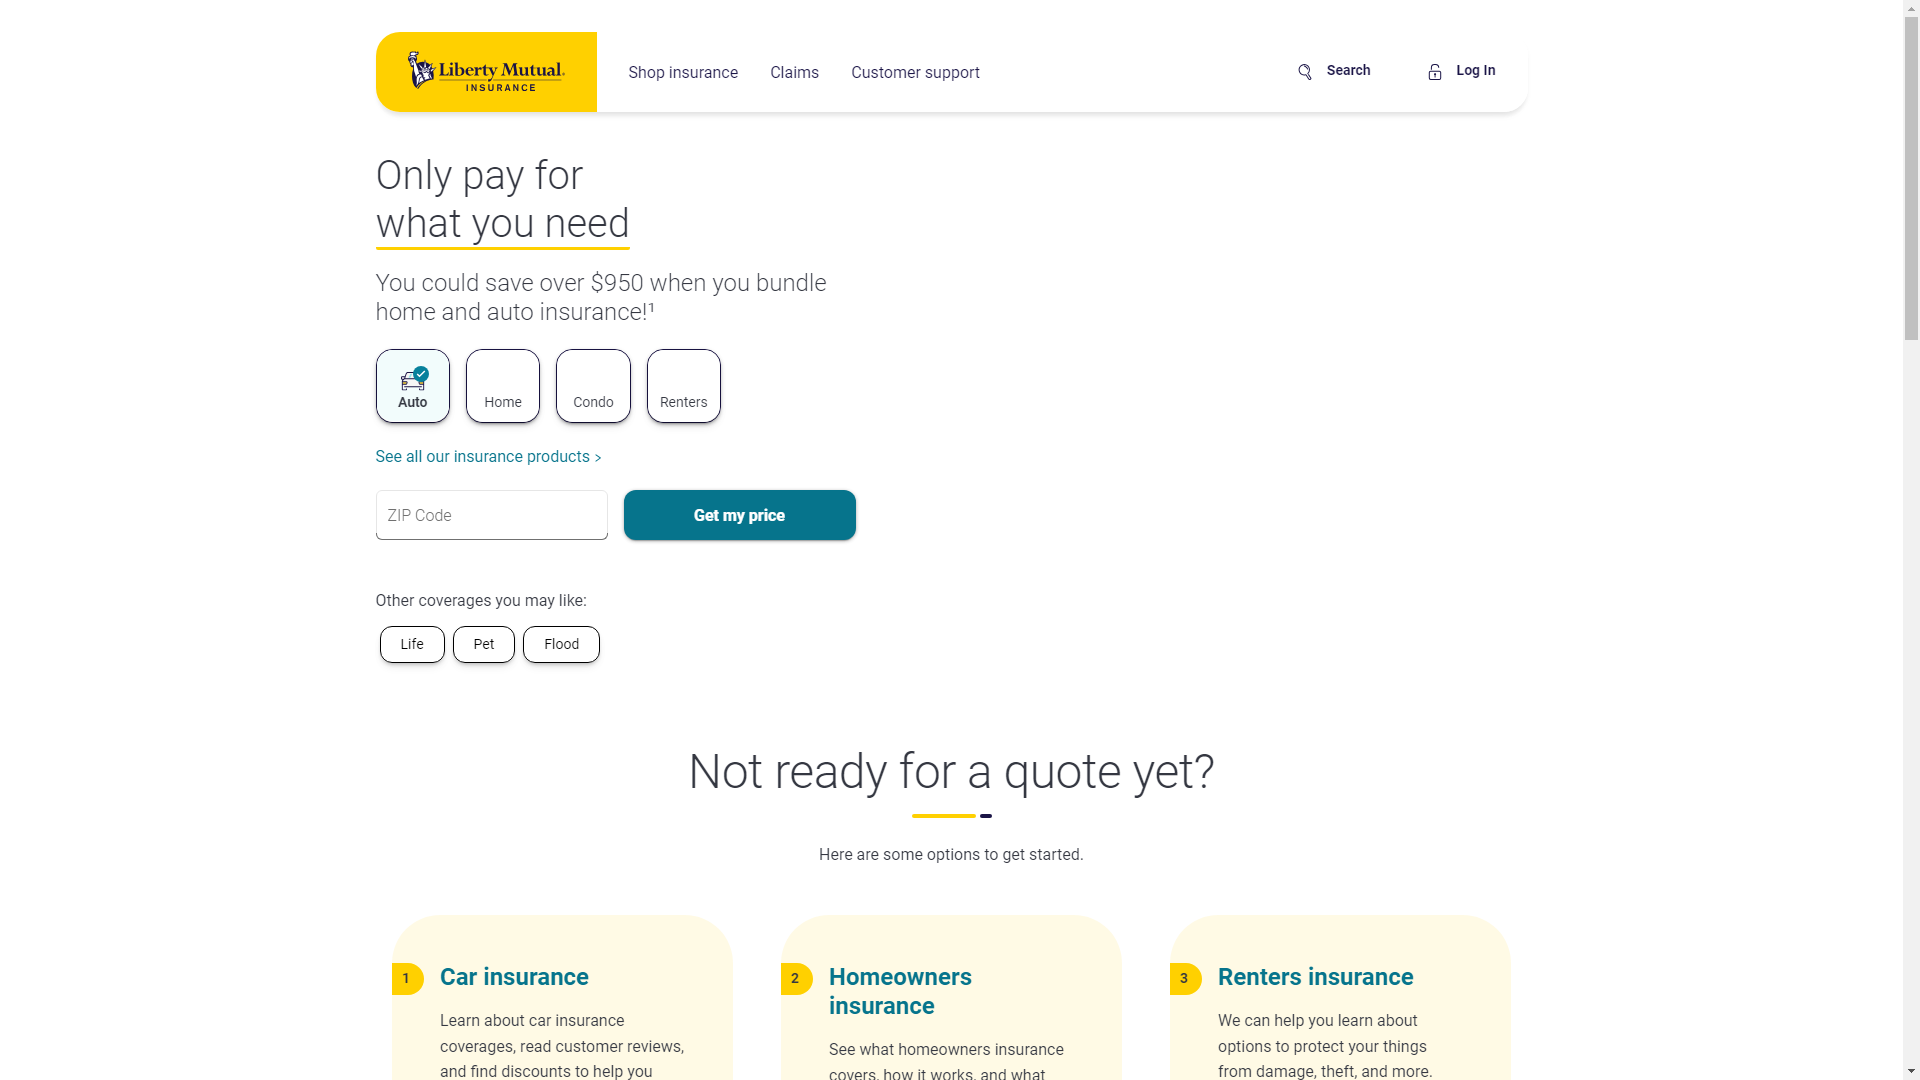 Liberty Mutual.
INSURANCE
Shop insurance
Claims
Customer support
Search
Log In
Only pay for
what you need
You could save over $950 when you bundle
home and auto insurance!¹
Auto
Home
Condo
Renters
See all our insurance products >
ZIP Code
Get my price
Other coverages you may like:
Life
Pet
Flood
Not ready for a quote yet?
Here are some options to get started.
1
Car insurance
Learn about car insurance
coverages, read customer reviews,
and find discounts to help you
2
Homeowners
insurance
See what homeowners insurance
covers, how it works, and what
3
Renters insurance
We can help you learn about
options to protect your things
from damage, theft, and more.